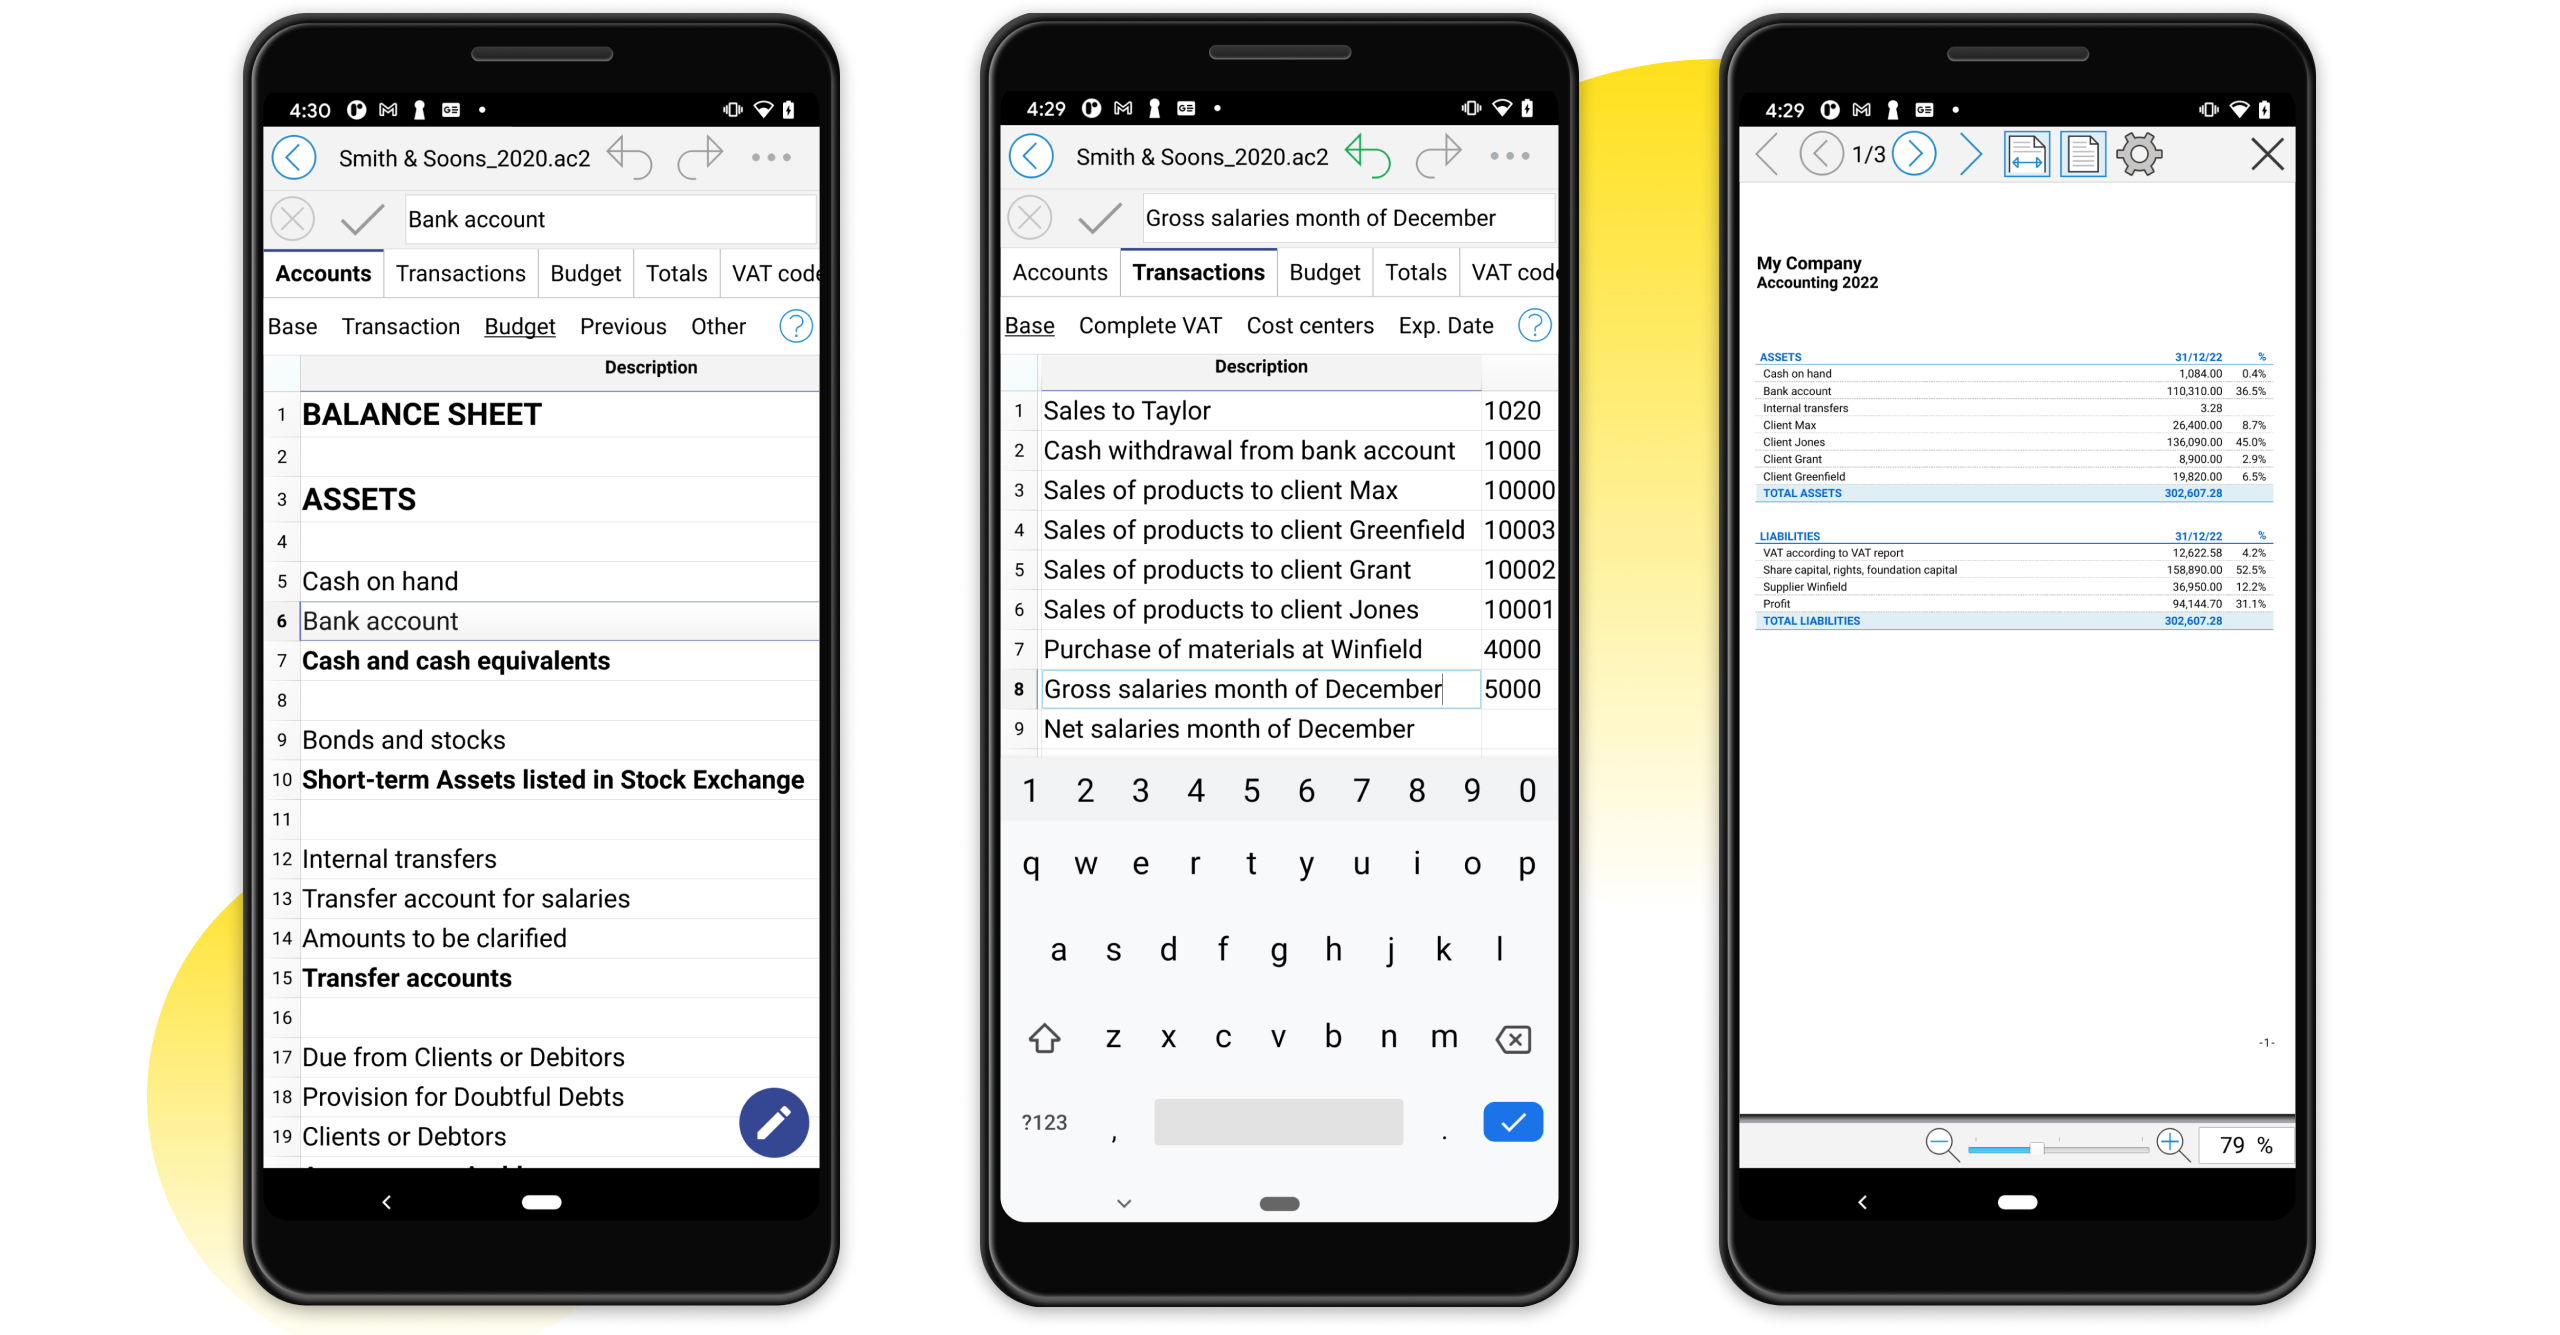 4:30
Smith & Soons_2020.ac2
Bank account
Accounts Transactions Budget Totals VAT code
Base Transaction Budget Previous Other ?
Description
1 BALANCE SHEET
2
3 ASSETS
4
5 Cash on hand
6 Bank account
7 Cash and cash equivalents
8
9 Bonds and stocks
10 Short-term Assets listed in Stock Exchange
11
12 Internal transfers
13 Transfer account for salaries
14 Amounts to be clarified
15 Transfer accounts
16
17 Due from Clients or Debitors
18 Provision for Doubtful Debts
19 Clients or Debtors
4:29
Smith & Soons_2020.ac2
Gross salaries month of December
Accounts Transactions Budget Totals VAT code
Base Complete VAT Cost centers Exp. Date ?
Description
1 Sales to Taylor 1020
2 Cash withdrawal from bank account 1000
3 Sales of products to client Max 10000
4 Sales of products to client Greenfield 10003
5 Sales of products to client Grant 10002
6 Sales of products to client Jones 10001
7 Purchase of materials at Winfield 4000
8 Gross salaries month of December 5000
9 Net salaries month of December
1 2 3 4 5 6 7 8 9 0
q w e r t y u i o p
a s d f g h j k l
z x c v b n m
?123 , .
4:29
1/3
My Company
Accounting 2022
ASSETS 31/12/22 %
Cash on hand 1,084.00 0.4%
Bank account 110,310.00 36.5%
Internal transfers 3.28
Client Max 26,400.00 8.7%
Client Jones 136,090.00 45.0%
Client Grant 8,900.00 2.9%
Client Greenfield 19,820.00 6.5%
TOTAL ASSETS 302,607.28
LIABILITIES 31/12/22 %
VAT according to VAT report 12,622.58 4.2%
Share capital, rights, foundation capital 158,890.00 52.5%
Supplier Winfield 36,950.00 12.2%
Profit 94,144.70 31.1%
TOTAL LIABILITIES 302,607.28
-1-
79 %